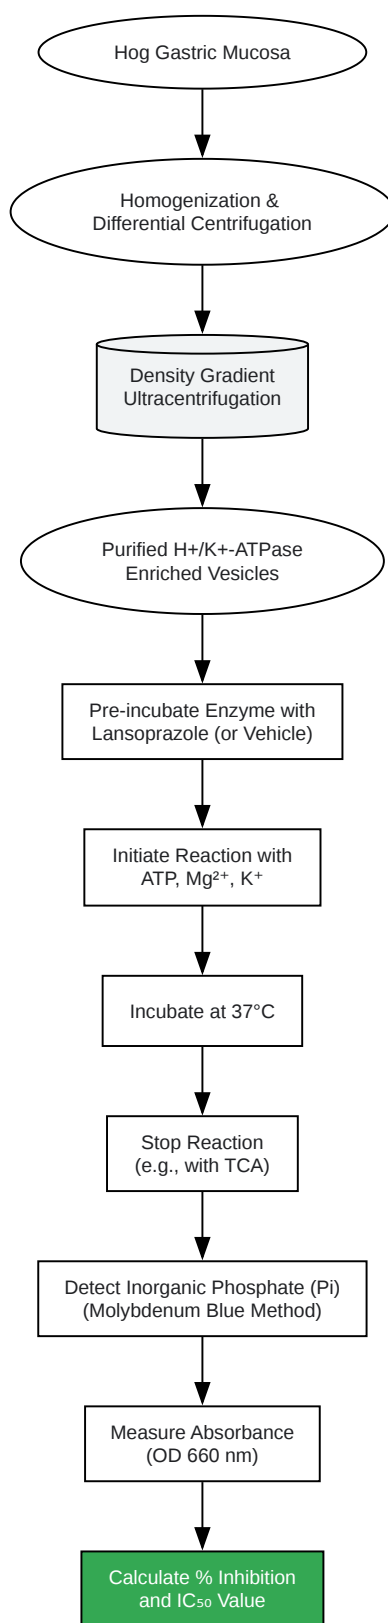 Hog Gastric Mucosa
Homogenization &
Differential Centrifugation
Density Gradient
Ultracentrifugation
Purified H+/K+-ATPase
Enriched Vesicles
Pre-incubate Enzyme with
Lansoprazole (or Vehicle)
Initiate Reaction with
ATP, Mg²⁺, K⁺
Incubate at 37°C
Stop Reaction
(e.g., with TCA)
Detect Inorganic Phosphate (Pi)
(Molybdenum Blue Method)
Measure Absorbance
(OD 660 nm)
Calculate % Inhibition
and IC₅₀ Value